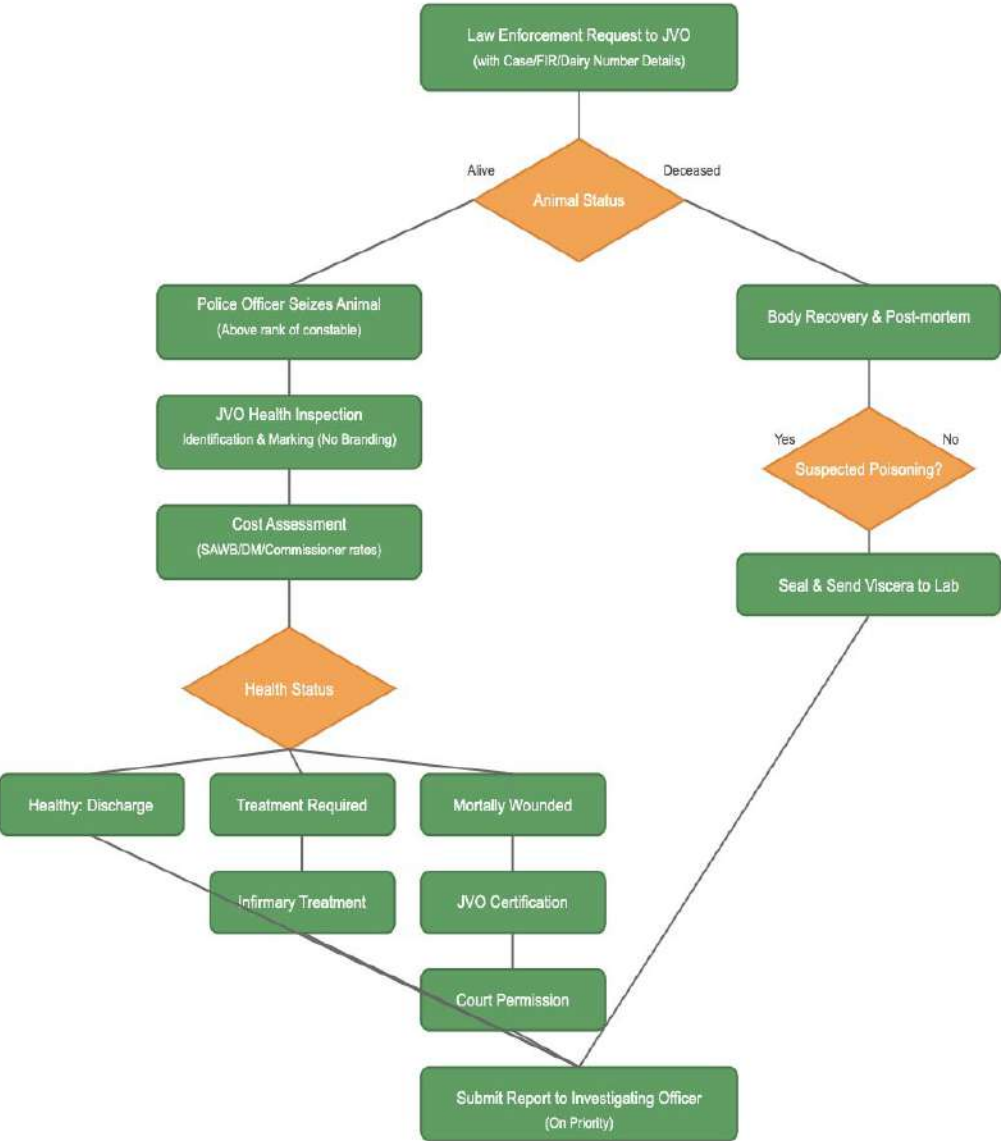 Law Enforcement Request to JVO
(with Case/FIR/Dairy Number Details)
Alive
Deceased
Animal Status
Police Officer Seizes Animal
(Above rank of constable)
Body Recovery & Post-mortem
JVO Health Inspection
Identification & Marking (No Branding)
Yes
No
Suspected Poisoning?
Cost Assessment
(SAWB/DM/Commissioner rates)
Seal & Send Viscera to Lab
Health Status
Healthy: Discharge
Treatment Required
Mortally Wounded
Infirmary Treatment
JVO Certification
Court Permission
Submit Report to Investigating Officer
(On Priority)